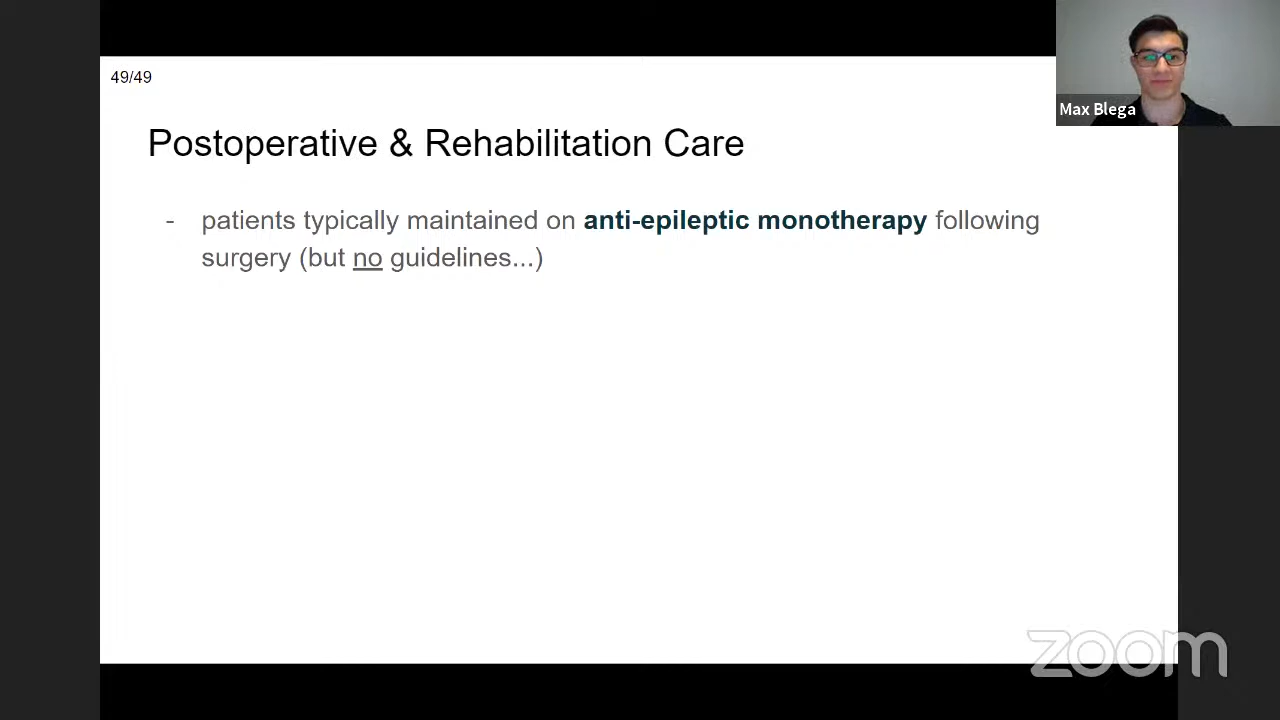 49/49
Max Blega
Postoperative & Rehabilitation Care
- patients typically maintained on anti-epileptic monotherapy following
surgery (but no guidelines...)
zoom